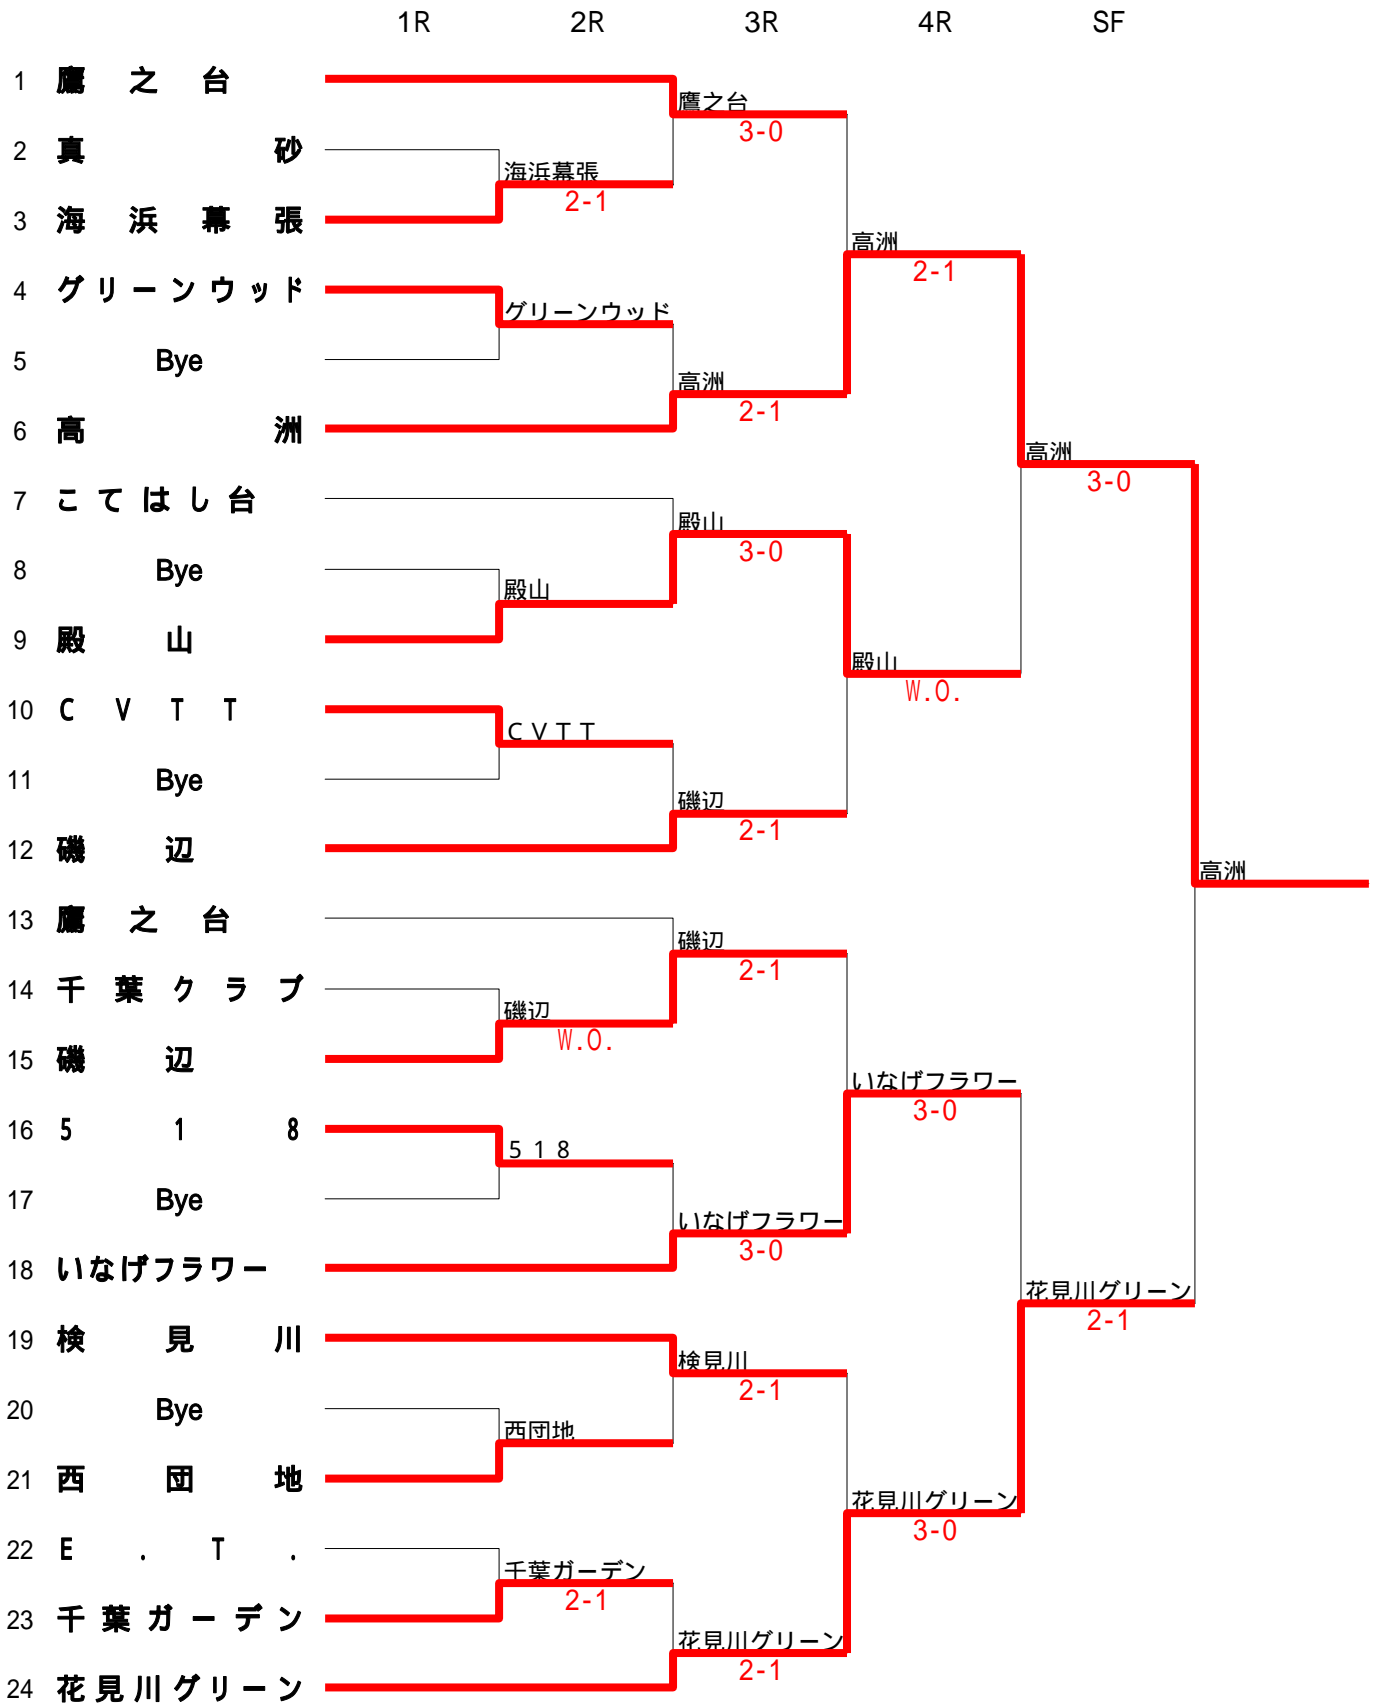 1R 2R 3R 4R SF
1 鷹之台
鷹之台
3-0
2 真砂
海浜幕張
2-1
3 海浜幕張
高洲
2-1
4 グリーンウッド
グリーンウッド
5 Bye
高洲
2-1
6 高洲
高洲
3-0
7 こてはし台
殿山
3-0
8 Bye
殿山
9 殿山
殿山
W.O.
10 CVTT
CVTT
11 Bye
磯辺
2-1
12 磯辺
高洲
13 鷹之台
磯辺
2-1
14 千葉クラブ
磯辺
W.O.
15 磯辺
いなげフラワー
3-0
16 518
518
17 Bye
いなげフラワー
3-0
18 いなげフラワー
花見川グリーン
2-1
19 検見川
検見川
2-1
20 Bye
西団地
21 西団地
花見川グリーン
3-0
22 E.T.
千葉ガーデン
2-1
23 千葉ガーデン
花見川グリーン
2-1
24 花見川グリーン